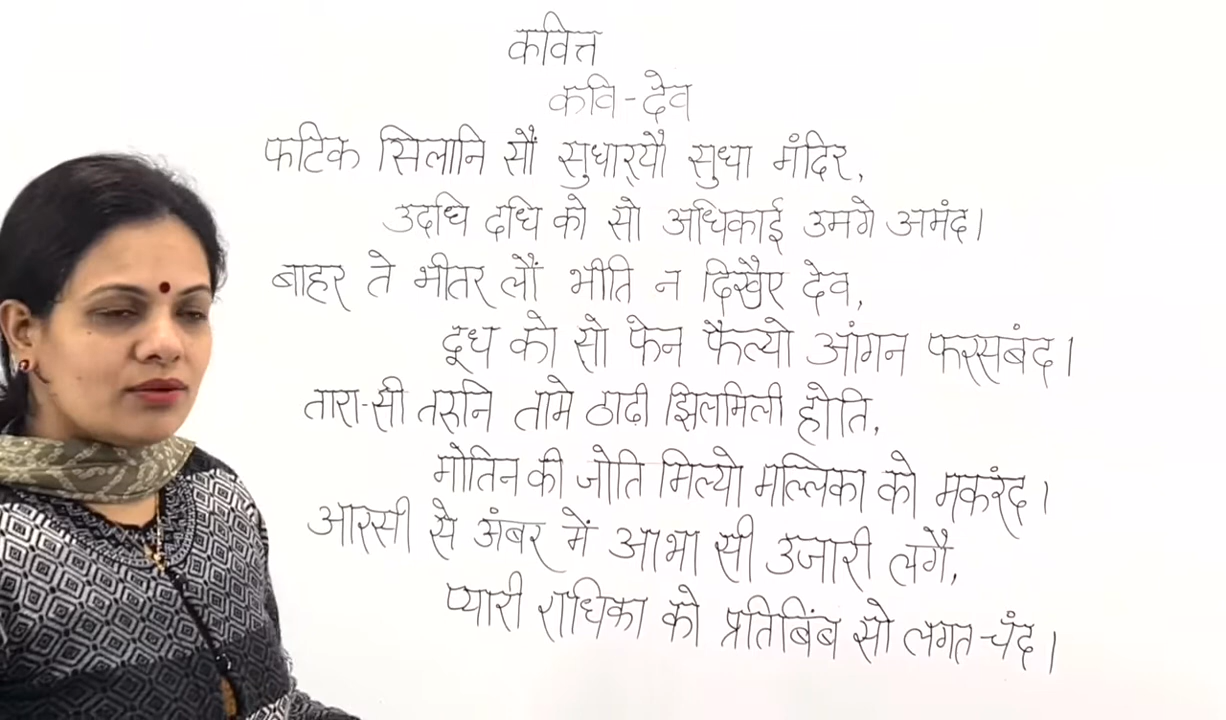 कवित्त
कवि-देव
फटिक सिलानि सौं सुधार्‌यौ सुधा मंदिर,
उदधि दधि को सो अधिकाई उमगे अमंद।
बाहर ते भीतर लौं भीति न दिखैए देव,
दूध को सो फेन फैल्यो आंगन फरसबंद।
तारा-सी तरुनि तामे ठाढी झिलमिली होति,
मोतिन की जोति मिल्यो मल्लिका को मकरंद।
आरसी से अंबर में आभा सी उजारी लगै,
प्यारी राधिका को प्रतिबिंब सो लगत चंद।